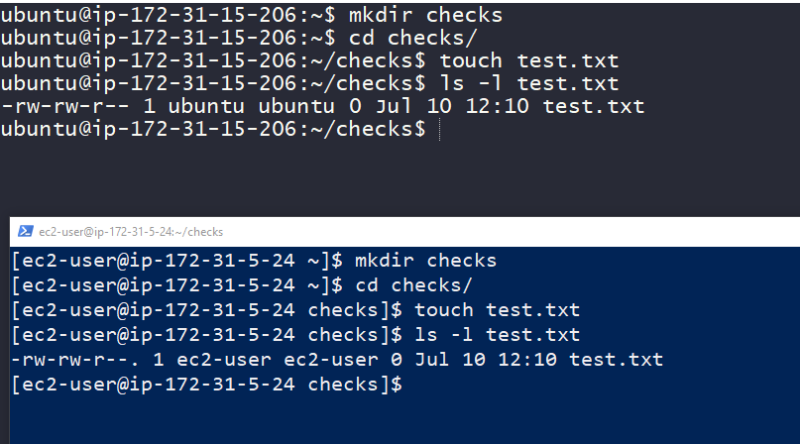 ubuntu@ip-172-31-15-206:~$ mkdir checks
ubuntu@ip-172-31-15-206:~$ cd checks/
ubuntu@ip-172-31-15-206:~/checks$ touch test.txt
ubuntu@ip-172-31-15-206:~/checks$ ls -l test.txt
-rw-rw-r-- 1 ubuntu ubuntu 0 Jul 10 12:10 test.txt
ubuntu@ip-172-31-15-206:~/checks$
ec2-user@ip-172-31-5-24:~/checks
[ec2-user@ip-172-31-5-24 ~]$ mkdir checks
[ec2-user@ip-172-31-5-24 ~]$ cd checks/
[ec2-user@ip-172-31-5-24 checks]$ touch test.txt
[ec2-user@ip-172-31-5-24 checks]$ ls -l test.txt
-rw-rw-r--. 1 ec2-user ec2-user 0 Jul 10 12:10 test.txt
[ec2-user@ip-172-31-5-24 checks]$